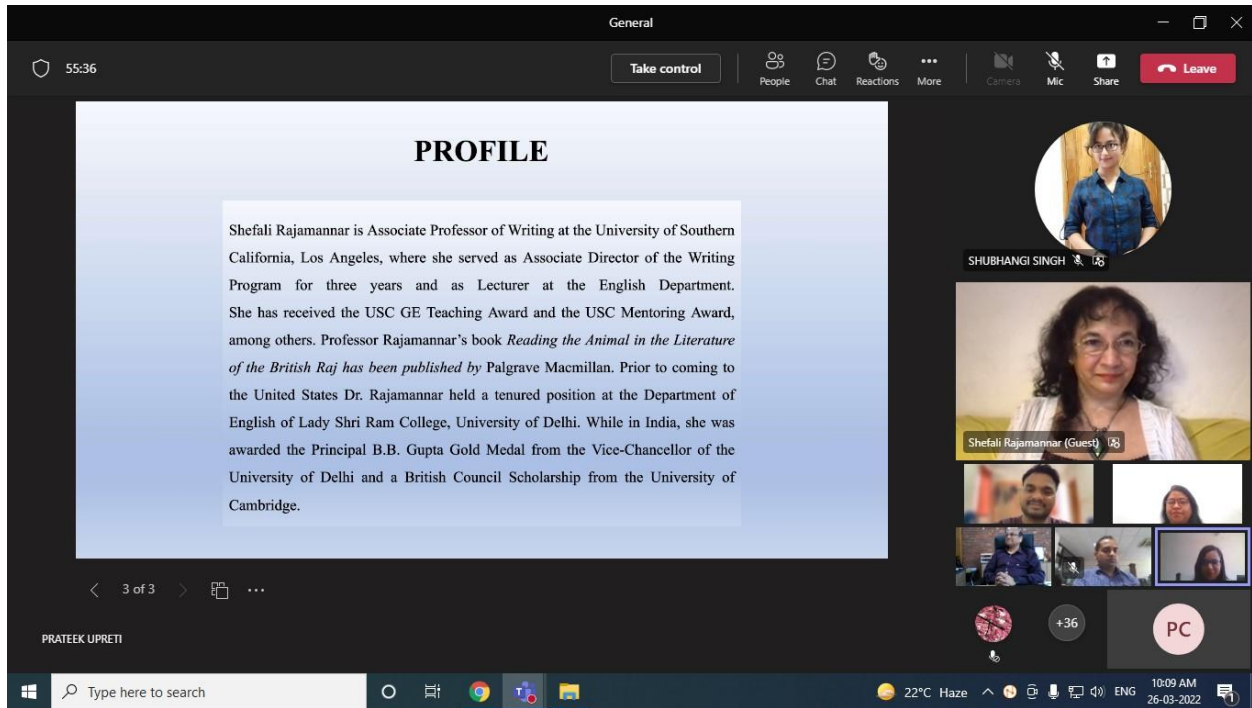 General
55:36
Take control
People
Chat
Reactions
More
Camera
Mic
Share
Leave
PROFILE
Shefali Rajamannar is Associate Professor of Writing at the University of Southern
California, Los Angeles, where she served as Associate Director of the Writing
Program for three years and as Lecturer at the English Department.
She has received the USC GE Teaching Award and the USC Mentoring Award,
among others. Professor Rajamannar's book Reading the Animal in the Literature
of the British Raj has been published by Palgrave Macmillan. Prior to coming to
the United States Dr. Rajamannar held a tenured position at the Department of
English of Lady Shri Ram College, University of Delhi. While in India, she was
awarded the Principal B.B. Gupta Gold Medal from the Vice-Chancellor of the
University of Delhi and a British Council Scholarship from the University of
Cambridge.
SHUBHANGI SINGH
Shefali Rajamannar (Guest)
3 of 3
PRATEEK UPRETI
+36
PC
Type here to search
22°C Haze
ENG
10:09 AM
26-03-2022
1